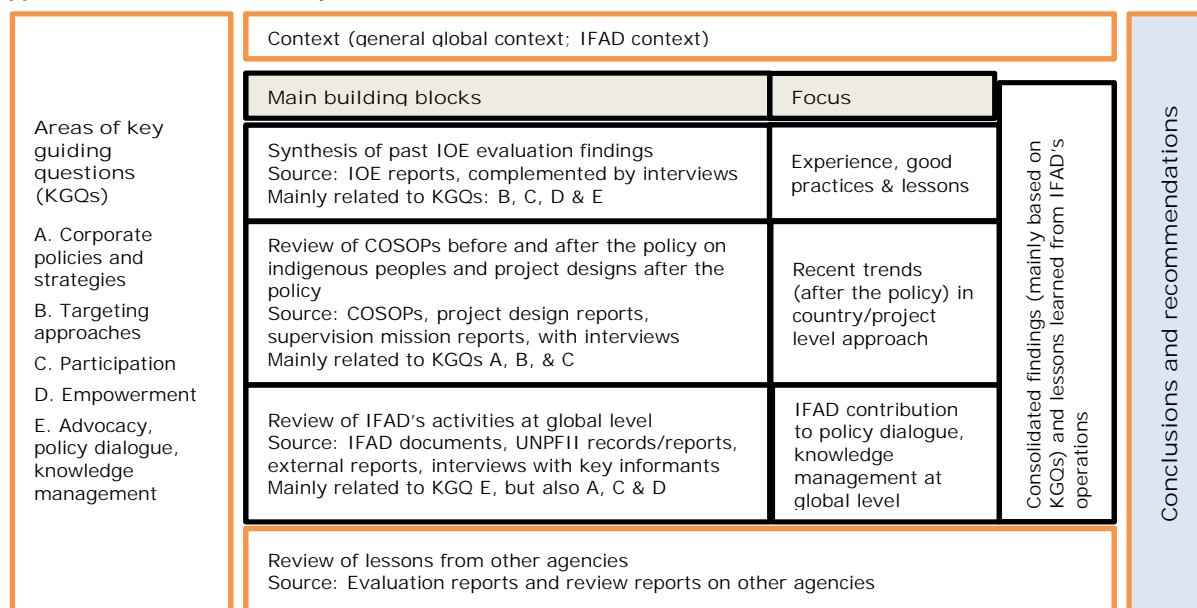 Context (general global context; IFAD context)
Areas of key
guiding
questions
(KGQs)
A. Corporate
policies and
strategies
B. Targeting
approaches
C. Participation
D. Empowerment
E. Advocacy,
policy dialogue,
knowledge
management
Main building blocks
Focus
Synthesis of past IOE evaluation findings
Source: IOE reports, complemented by interviews
Mainly related to KGQs: B, C, D & E
Experience, good
practices & lessons
Review of COSOPs before and after the policy on
indigenous peoples and project designs after the
policy
Source: COSOPs, project design reports,
supervision mission reports, with interviews
Mainly related to KGQs A, B, & C
Recent trends
(after the policy) in
country/project
level approach
Review of IFAD's activities at global level
Source: IFAD documents, UNPFII records/reports,
external reports, interviews with key informants
Mainly related to KGQ E, but also A, C & D
IFAD contribution
to policy dialogue,
knowledge
management at
global level
Consolidated findings (mainly based on
KGQs) and lessons learned from IFAD's
operations
Review of lessons from other agencies
Source: Evaluation reports and review reports on other agencies
Conclusions and recommendations